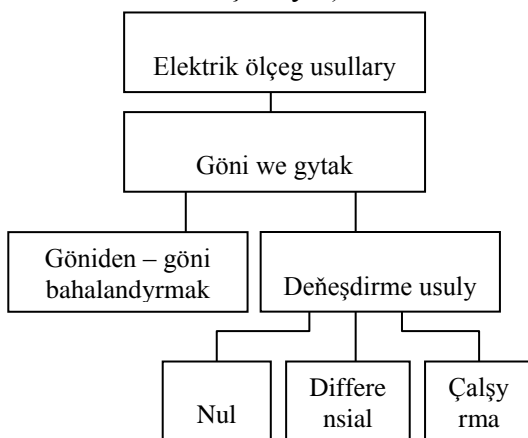 Elektrik ölçeg usullary
Göni we gytak
Göniden – göni
bahalandyrmak
Deňeşdirme usuly
Nul
Differe
nsial
Çalşy
rma